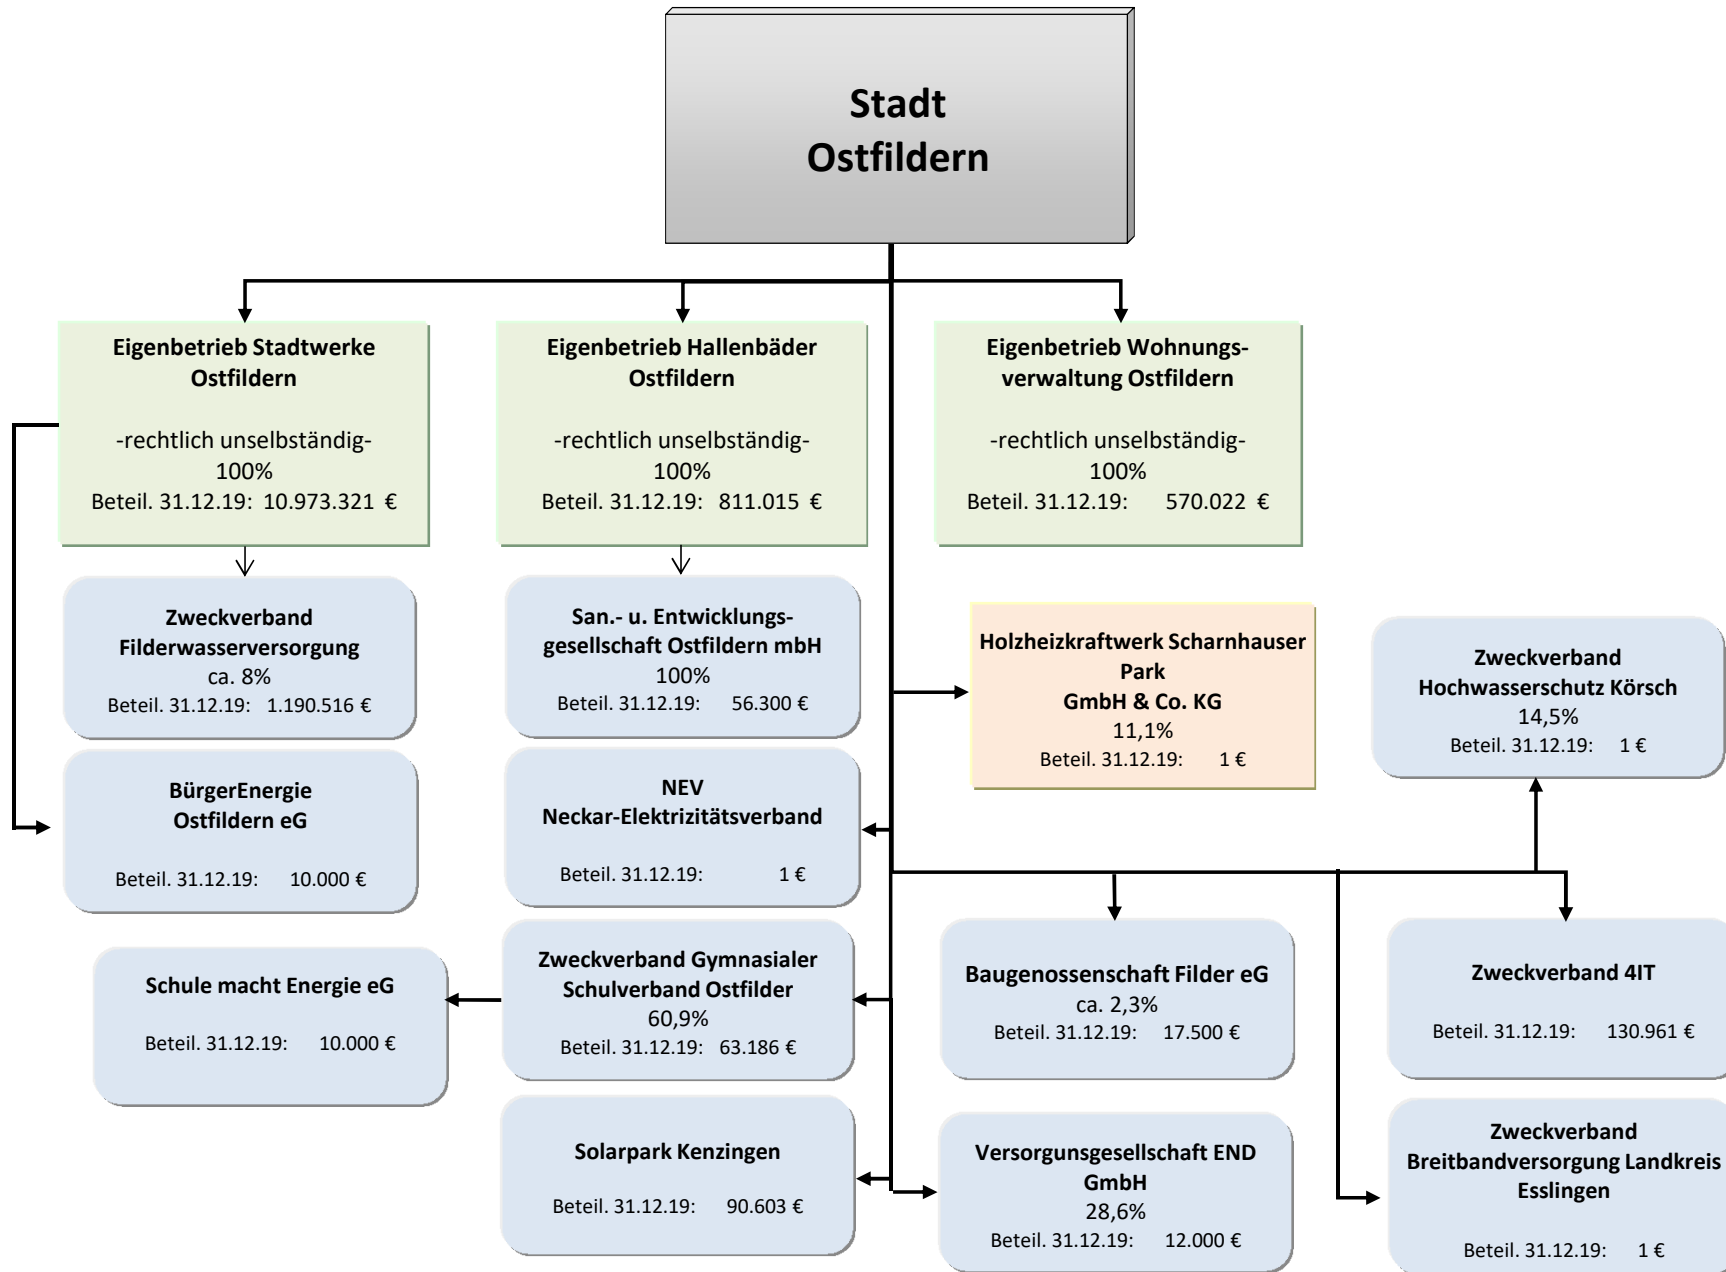 Stadt
Ostfildern
Eigenbetrieb Stadtwerke
Ostfildern
-rechtlich unselbständig-
100%
Beteil. 31.12.19: 10.973.321 €
Eigenbetrieb Hallenbäder
Ostfildern
-rechtlich unselbständig-
100%
Beteil. 31.12.19: 811.015 €
Eigenbetrieb Wohnungs-
verwaltung Ostfildern
-rechtlich unselbständig-
100%
Beteil. 31.12.19: 570.022 €
Zweckverband
Filderwasserversorgung
ca. 8%
Beteil. 31.12.19: 1.190.516 €
San.- u. Entwicklungs-
gesellschaft Ostfildern mbH
100%
Beteil. 31.12.19: 56.300 €
Holzheizkraftwerk Scharnhauser
Park
GmbH & Co. KG
11,1%
Beteil. 31.12.19: 1 €
Zweckverband
Hochwasserschutz Körsch
14,5%
Beteil. 31.12.19: 1 €
BürgerEnergie
Ostfildern eG
Beteil. 31.12.19: 10.000 €
NEV
Neckar-Elektrizitätsverband
Beteil. 31.12.19: 1 €
Schule macht Energie eG
Beteil. 31.12.19: 10.000 €
Zweckverband Gymnasialer
Schulverband Ostfilder
60,9%
Beteil. 31.12.19: 63.186 €
Baugenossenschaft Filder eG
ca. 2,3%
Beteil. 31.12.19: 17.500 €
Zweckverband 4IT
Beteil. 31.12.19: 130.961 €
Solarpark Kenzingen
Beteil. 31.12.19: 90.603 €
Versorgunsgesellschaft END
GmbH
28,6%
Beteil. 31.12.19: 12.000 €
Zweckverband
Breitbandversorgung Landkreis
Esslingen
Beteil. 31.12.19: 1 €